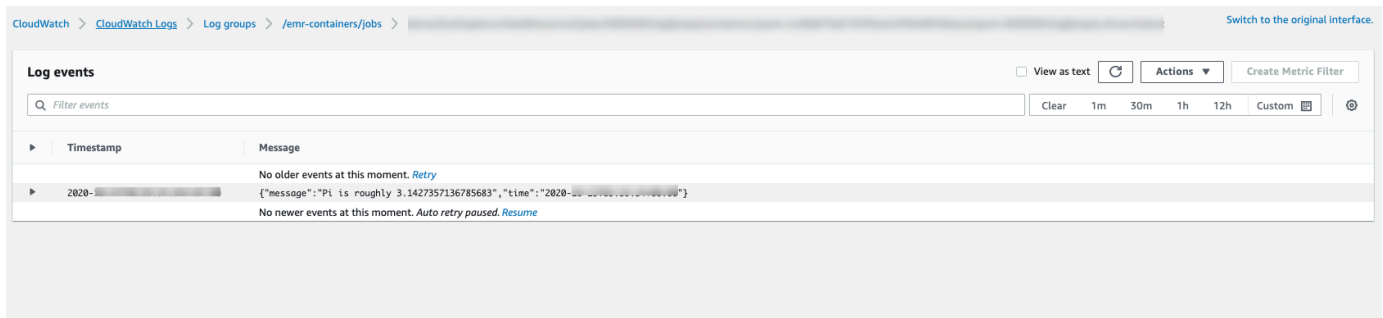 CloudWatch > CloudWatch Logs > Log groups > /emr-containers/jobs >
Switch to the original interface.
Log events
View as text
Actions ▼
Create Metric Filter
Filter events
Clear 1m 30m 1h 12h Custom
Timestamp Message
No older events at this moment. Retry
2020- {"message":"Pi is roughly 3.1427357136785683","time":"2020- "}
No newer events at this moment. Auto retry paused. Resume